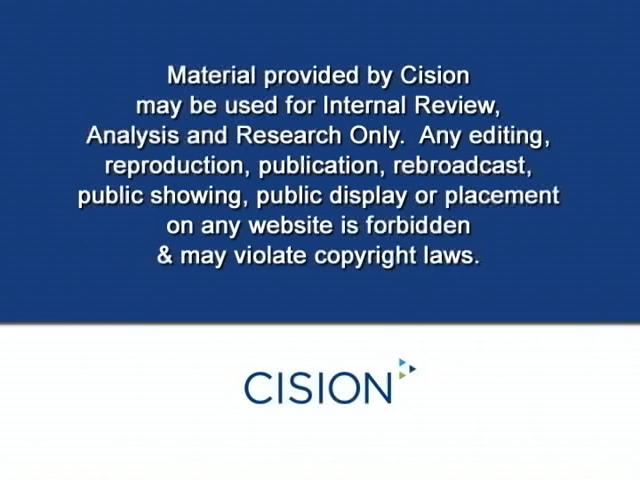 Material provided by Cision
may be used for Internal Review,
Analysis and Research Only.  Any editing,
reproduction, publication, rebroadcast,
public showing, public display or placement
on any website is forbidden
& may violate copyright laws.
CISION